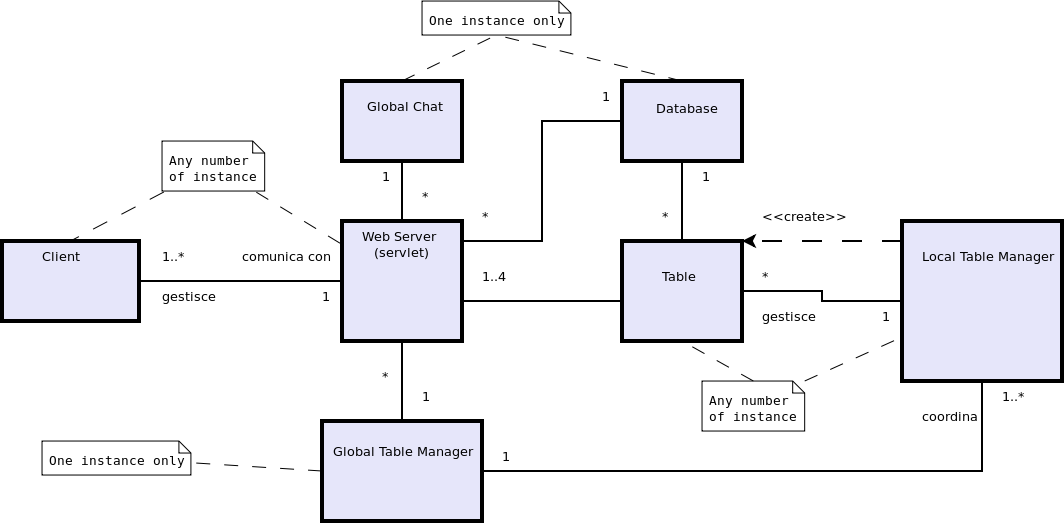 One instance only
1
Global Chat
Database
Any number
of instance
1
1
*
*
*
<<create>>
Web Server
(servlet)
Client
1..*
comunica con
Local Table Manager
1..4
Table
*
gestisce
1
gestisce
1
*
1
Any number
of instance
1..*
coordina
Global Table Manager
1
One instance only